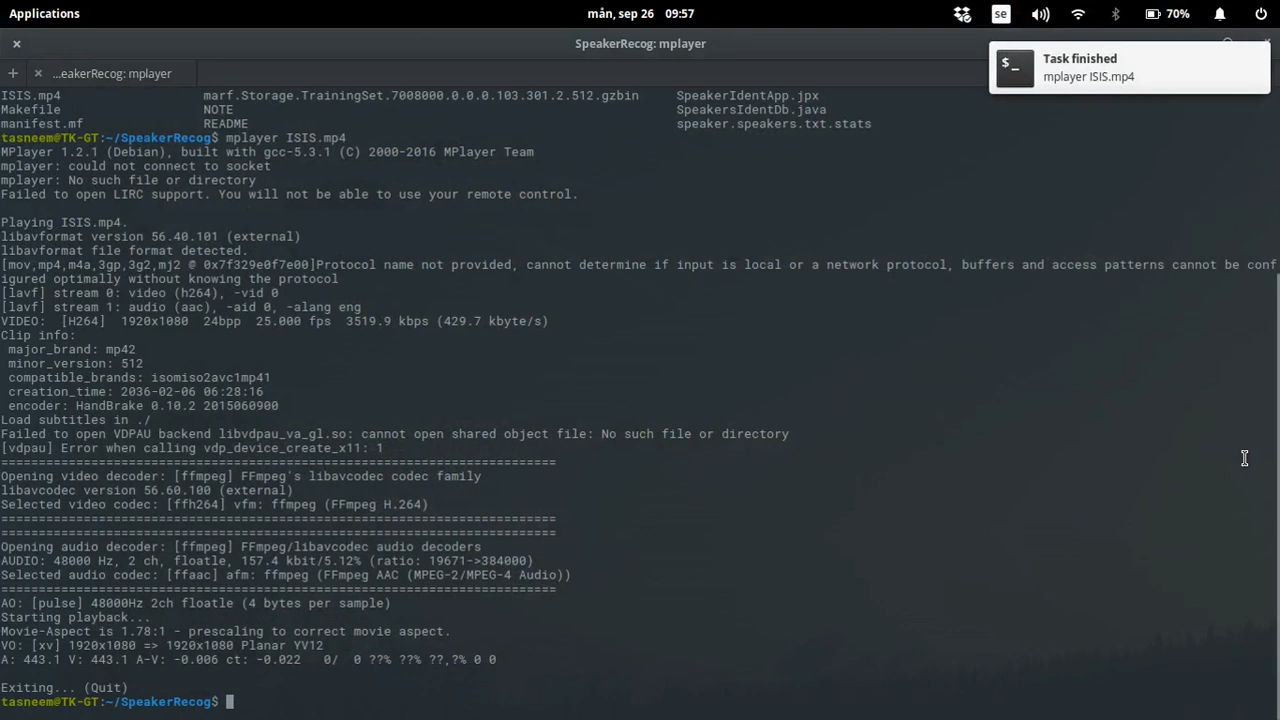 Applications
mån, sep 26 09:57
se
70%
SpeakerRecog: mplayer
Task finished
mplayer ISIS.mp4
...eakerRecog: mplayer
ISIS.mp4 marf.Storage.TrainingSet.7008000.0.0.0.103.301.2.512.gzbin SpeakerIdentApp.jpx
Makefile NOTE SpeakersIdentDb.java
manifest.mf README speaker.speakers.txt.stats
tasneem@TK-GT:~/SpeakerRecog$ mplayer ISIS.mp4
MPlayer 1.2.1 (Debian), built with gcc-5.3.1 (C) 2000-2016 MPlayer Team
mplayer: could not connect to socket
mplayer: No such file or directory
Failed to open LIRC support. You will not be able to use your remote control.
Playing ISIS.mp4.
libavformat version 56.40.101 (external)
libavformat file format detected.
[mov,mp4,m4a,3gp,3g2,mj2 @ 0x7f329e0f7e00]Protocol name not provided, cannot determine if input is local or a network protocol, buffers and access patterns cannot be conf
igured optimally without knowing the protocol
[lavf] stream 0: video (h264), -vid 0
[lavf] stream 1: audio (aac), -aid 0, -alang eng
VIDEO: [H264] 1920x1080 24bpp 25.000 fps 3519.9 kbps (429.7 kbyte/s)
Clip info:
major_brand: mp42
minor_version: 512
compatible_brands: isomiso2avc1mp41
creation_time: 2036-02-06 06:28:16
encoder: HandBrake 0.10.2 2015060900
Load subtitles in ./
Failed to open VDPAU backend libvdpau_va_gl.so: cannot open shared object file: No such file or directory
[vdpau] Error when calling vdp_device_create_x11: 1
==========================================================================
Opening video decoder: [ffmpeg] FFmpeg's libavcodec codec family
libavcodec version 56.60.100 (external)
Selected video codec: [ffh264] vfm: ffmpeg (FFmpeg H.264)
==========================================================================
==========================================================================
Opening audio decoder: [ffmpeg] FFmpeg/libavcodec audio decoders
AUDIO: 48000 Hz, 2 ch, floatle, 157.4 kbit/5.12% (ratio: 19671->384000)
Selected audio codec: [ffaac] afm: ffmpeg (FFmpeg AAC (MPEG-2/MPEG-4 Audio))
==========================================================================
AO: [pulse] 48000Hz 2ch floatle (4 bytes per sample)
Starting playback...
Movie-Aspect is 1.78:1 - prescaling to correct movie aspect.
VO: [xv] 1920x1080 => 1920x1080 Planar YV12
A: 443.1 V: 443.1 A-V: -0.006 ct: -0.022 0/ 0 ??% ??% ??,?% 0 0
Exiting... (Quit)
tasneem@TK-GT:~/SpeakerRecog$